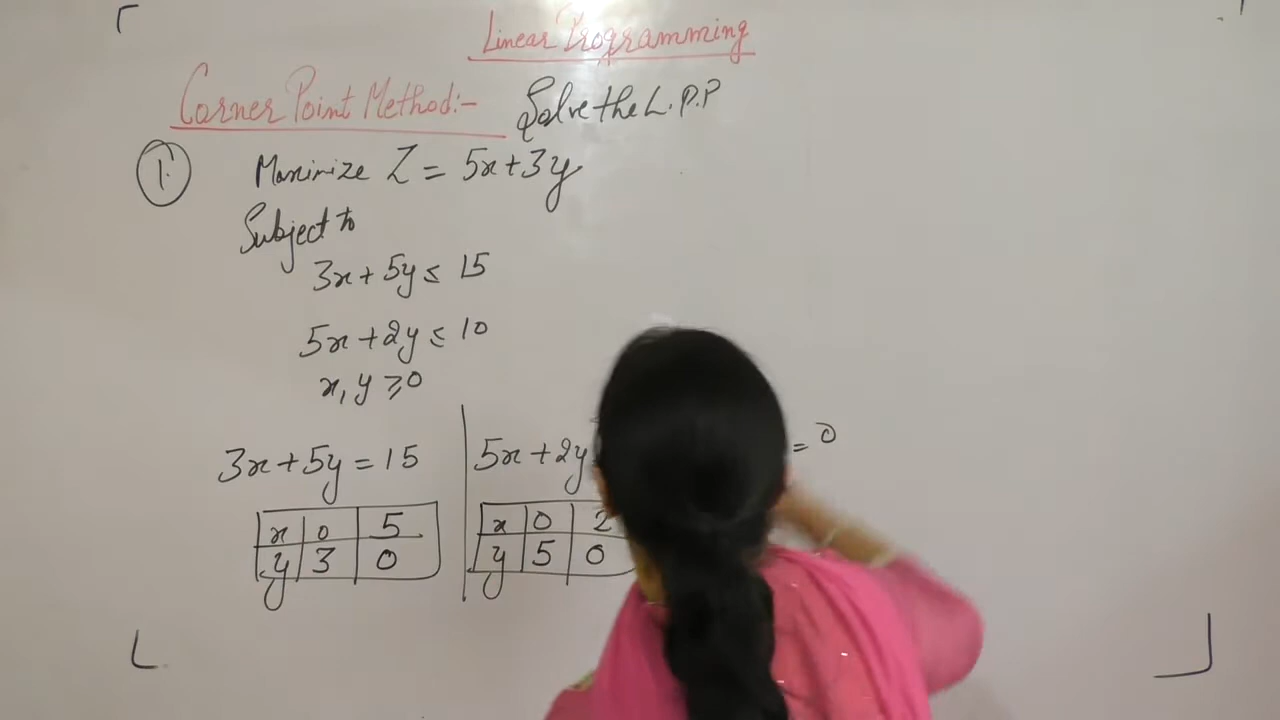 Linear Programming
Corner Point Method:- Solve the L.P.P
1. Maximize Z = 5x+3y
Subject to
3x+5y ≤ 15
5x+2y ≤ 10
x, y ≥ 0
3x+5y = 15
x 0 5
y 3 0
5x+2y
x 0 2
y 5 0
= 0